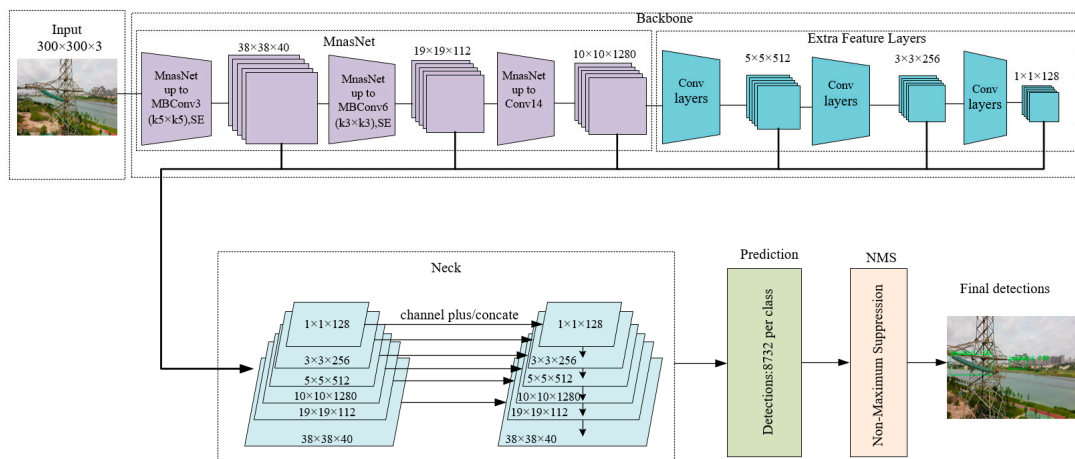 Input
300×300×3
Backbone
MnasNet
38×38×40
19×19×112
10×10×1280
MnasNet
up to
MBConv3
(k5×k5),SE
MnasNet
up to
MBConv6
(k3×k3),SE
MnasNet
up to
Conv14
Extra Feature Layers
5×5×512
3×3×256
1×1×128
Conv
layers
Conv
layers
Conv
layers
Neck
channel plus/concate
1×1×128
3×3×256
5×5×512
10×10×1280
19×19×112
38×38×40
1×1×128
3×3×256
5×5×512
10×10×1280
19×19×112
38×38×40
Prediction
Detections:8732 per class
NMS
Non-Maximum Suppression
Final detections